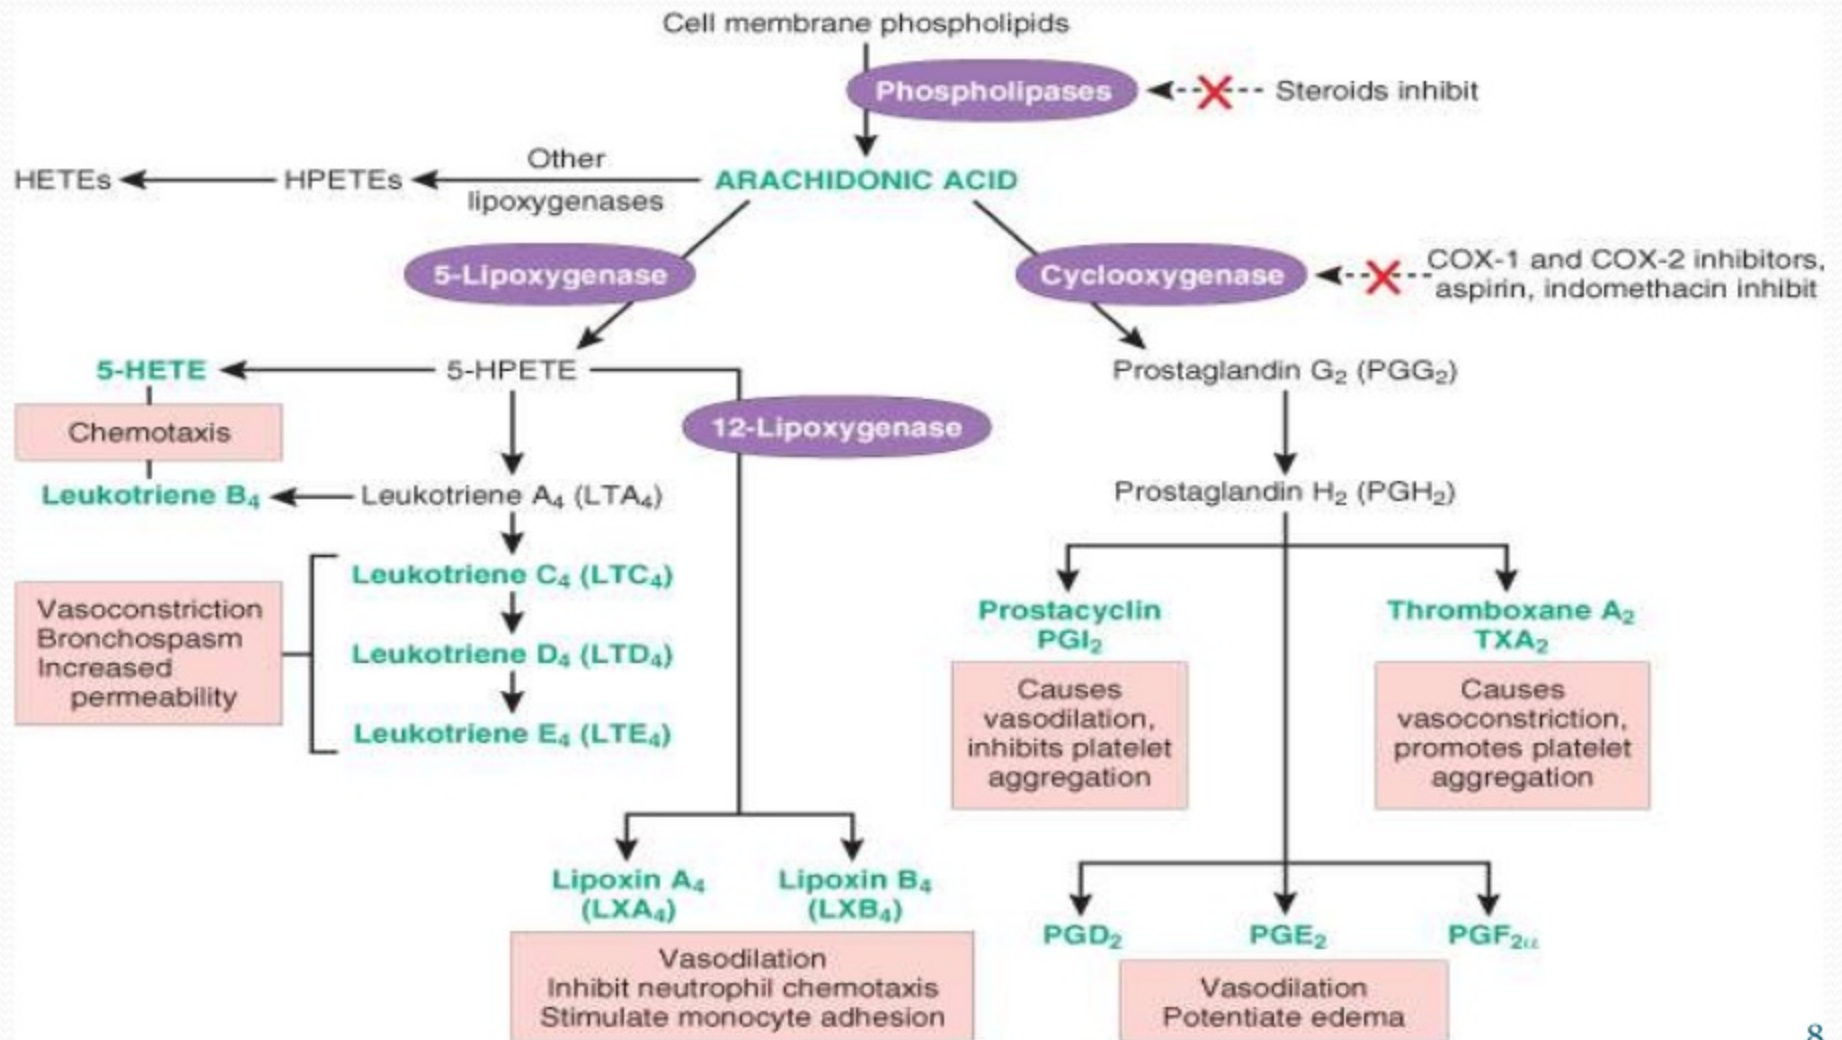 Cell membrane phospholipids
Phospholipases
Steroids inhibit
HETEs
HPETEs
Other
lipoxygenases
ARACHIDONIC ACID
5-Lipoxygenase
Cyclooxygenase
COX-1 and COX-2 inhibitors,
aspirin, indomethacin inhibit
5-HETE
5-HPETE
Prostaglandin G₂ (PGG₂)
Chemotaxis
12-Lipoxygenase
Leukotriene B₄
Leukotriene A₄ (LTA₄)
Prostaglandin H₂ (PGH₂)
Leukotriene C₄ (LTC₄)
Vasoconstriction
Bronchospasm
Increased
permeability
Leukotriene D₄ (LTD₄)
Leukotriene E₄ (LTE₄)
Prostacyclin
PGI₂
Causes
vasodilation,
inhibits platelet
aggregation
Thromboxane A₂
TXA₂
Causes
vasoconstriction,
promotes platelet
aggregation
Lipoxin A₄
(LXA₄)
Lipoxin B₄
(LXB₄)
Vasodilation
Inhibit neutrophil chemotaxis
Stimulate monocyte adhesion
PGD₂
PGE₂
PGF₂α
Vasodilation
Potentiate edema
8